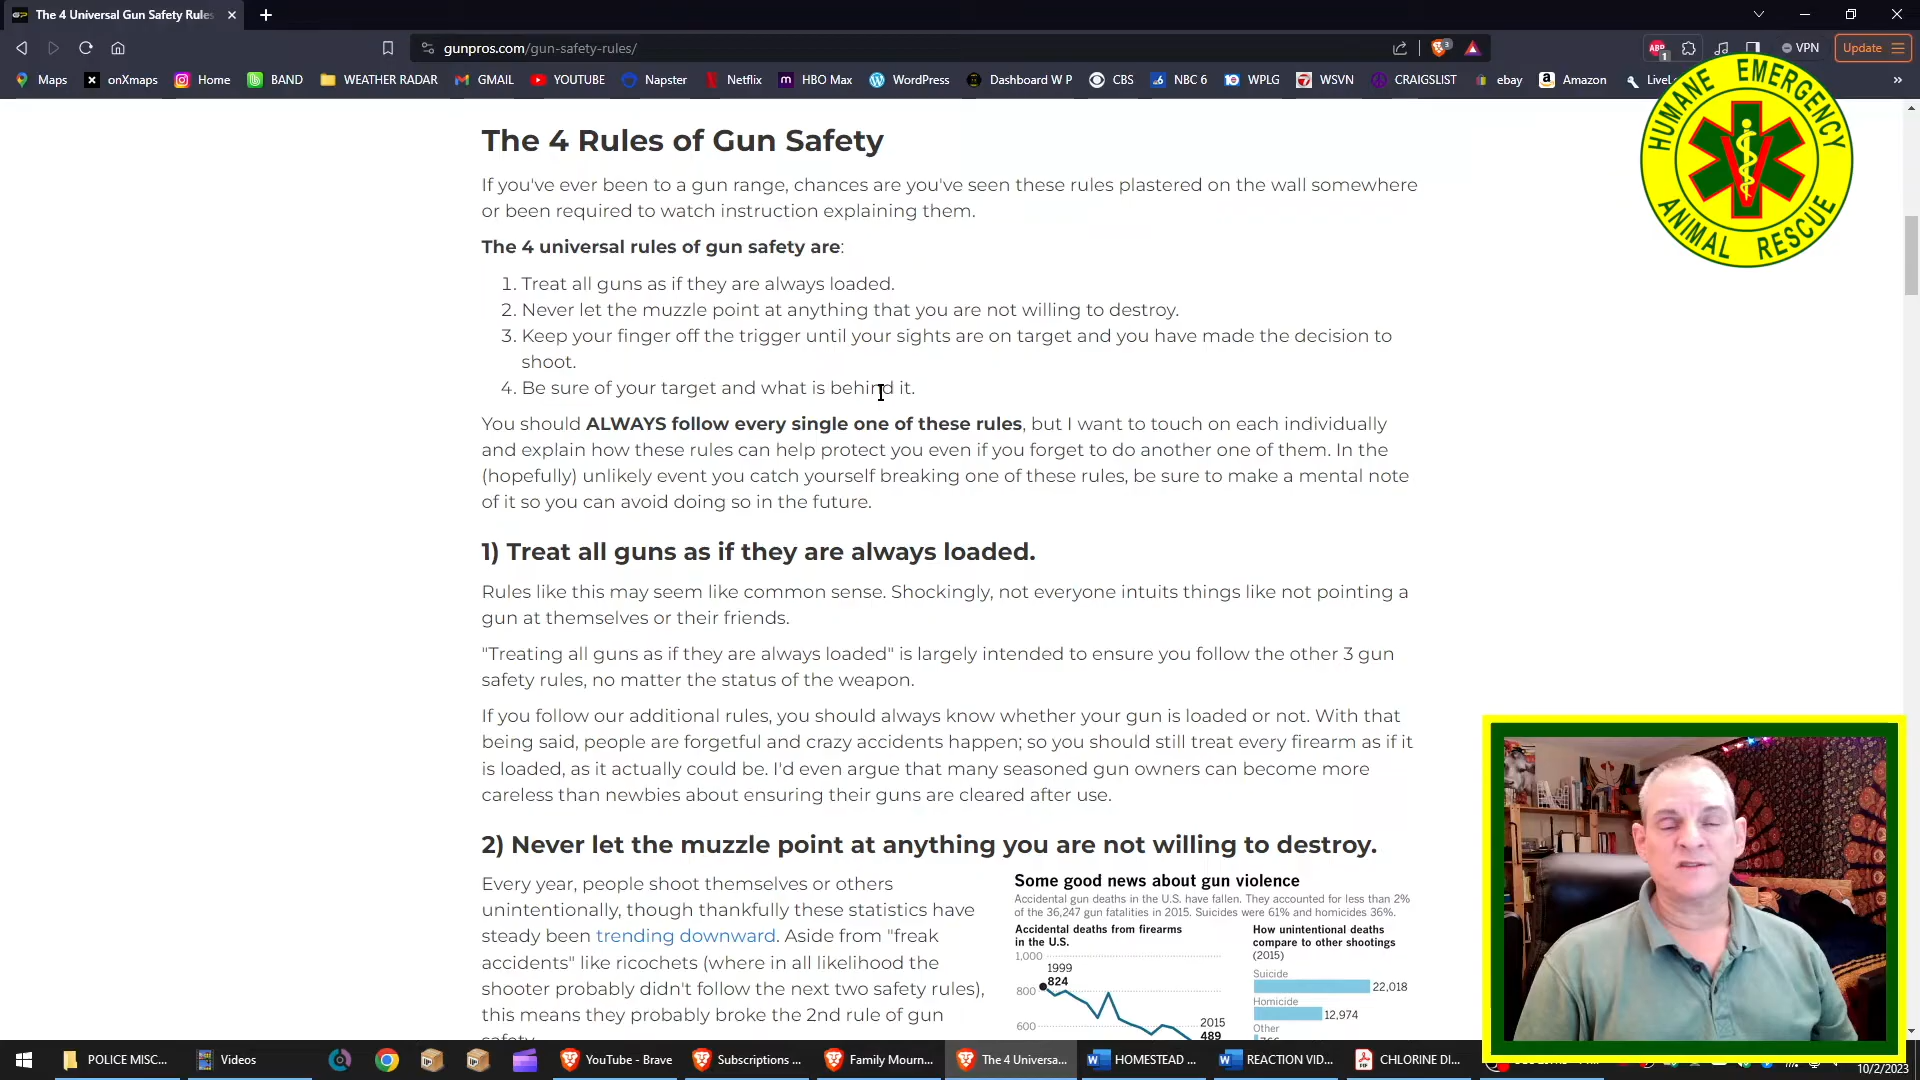 The 4 Universal Gun Safety Rules
gunpros.com/gun-safety-rules/
VPN
Update
Maps
onXmaps
Home
BAND
WEATHER RADAR
GMAIL
YOUTUBE
Napster
Netflix
HBO Max
WordPress
Dashboard W P
CBS
NBC 6
WPLG
WSVN
CRAIGSLIST
ebay
Amazon
HUMANE EMERGENCY
ANIMAL RESCUE
The 4 Rules of Gun Safety
If you've ever been to a gun range, chances are you've seen these rules plastered on the wall somewhere
or been required to watch instruction explaining them.
The 4 universal rules of gun safety are:
1. Treat all guns as if they are always loaded.
2. Never let the muzzle point at anything that you are not willing to destroy.
3. Keep your finger off the trigger until your sights are on target and you have made the decision to
shoot.
4. Be sure of your target and what is behind it.
You should ALWAYS follow every single one of these rules, but I want to touch on each individually
and explain how these rules can help protect you even if you forget to do another one of them. In the
(hopefully) unlikely event you catch yourself breaking one of these rules, be sure to make a mental note
of it so you can avoid doing so in the future.
1) Treat all guns as if they are always loaded.
Rules like this may seem like common sense. Shockingly, not everyone intuits things like not pointing a
gun at themselves or their friends.
"Treating all guns as if they are always loaded" is largely intended to ensure you follow the other 3 gun
safety rules, no matter the status of the weapon.
If you follow our additional rules, you should always know whether your gun is loaded or not. With that
being said, people are forgetful and crazy accidents happen; so you should still treat every firearm as if it
is loaded, as it actually could be. I'd even argue that many seasoned gun owners can become more
careless than newbies about ensuring their guns are cleared after use.
2) Never let the muzzle point at anything you are not willing to destroy.
Every year, people shoot themselves or others
unintentionally, though thankfully these statistics have
steady been trending downward. Aside from "freak
accidents" like ricochets (where in all likelihood the
shooter probably didn't follow the next two safety rules),
this means they probably broke the 2nd rule of gun
Some good news about gun violence
Accidental gun deaths in the U.S. have fallen. They accounted for less than 2%
of the 36,247 gun fatalities in 2015. Suicides were 61% and homicides 36%.
Accidental deaths from firearms
in the U.S.
1,000
1999
824
800
600
2015
489
How unintentional deaths
compare to other shootings
(2015)
Suicide
22,018
Homicide
12,974
Other
POLICE MISC...
Videos
YouTube - Brave
Subscriptions ...
Family Mourn...
The 4 Universa...
HOMESTEAD ...
REACTION VID...
CHLORINE DI...
10/2/2023